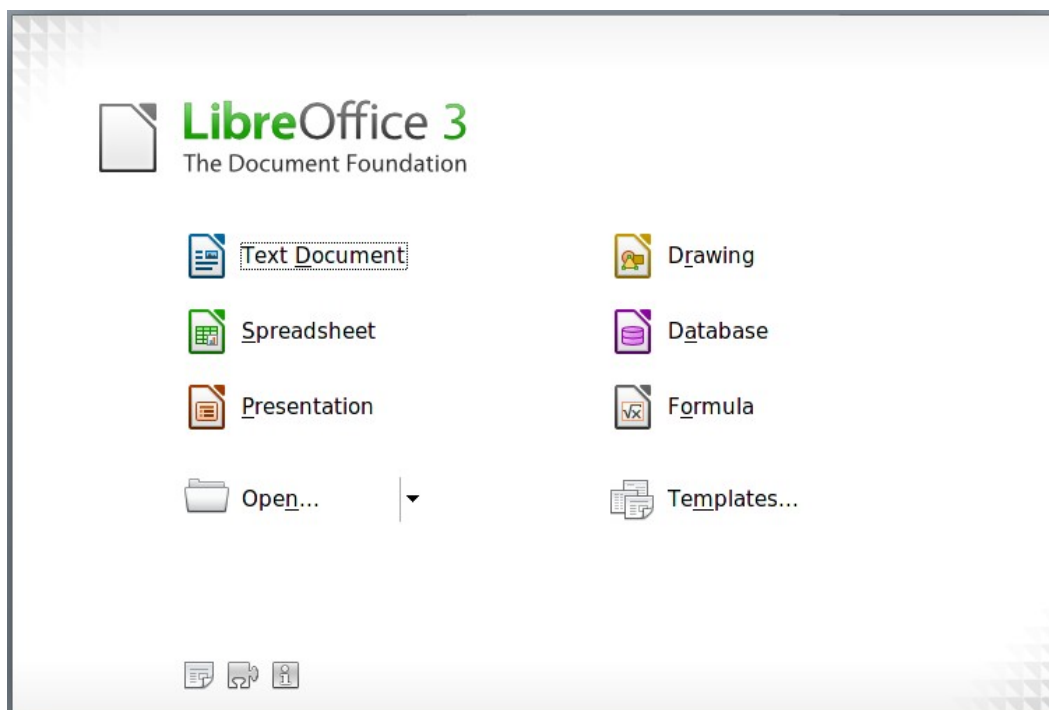 LibreOffice 3
The Document Foundation
Text Document
Drawing
Spreadsheet
Database
Presentation
Formula
Open...
Templates...